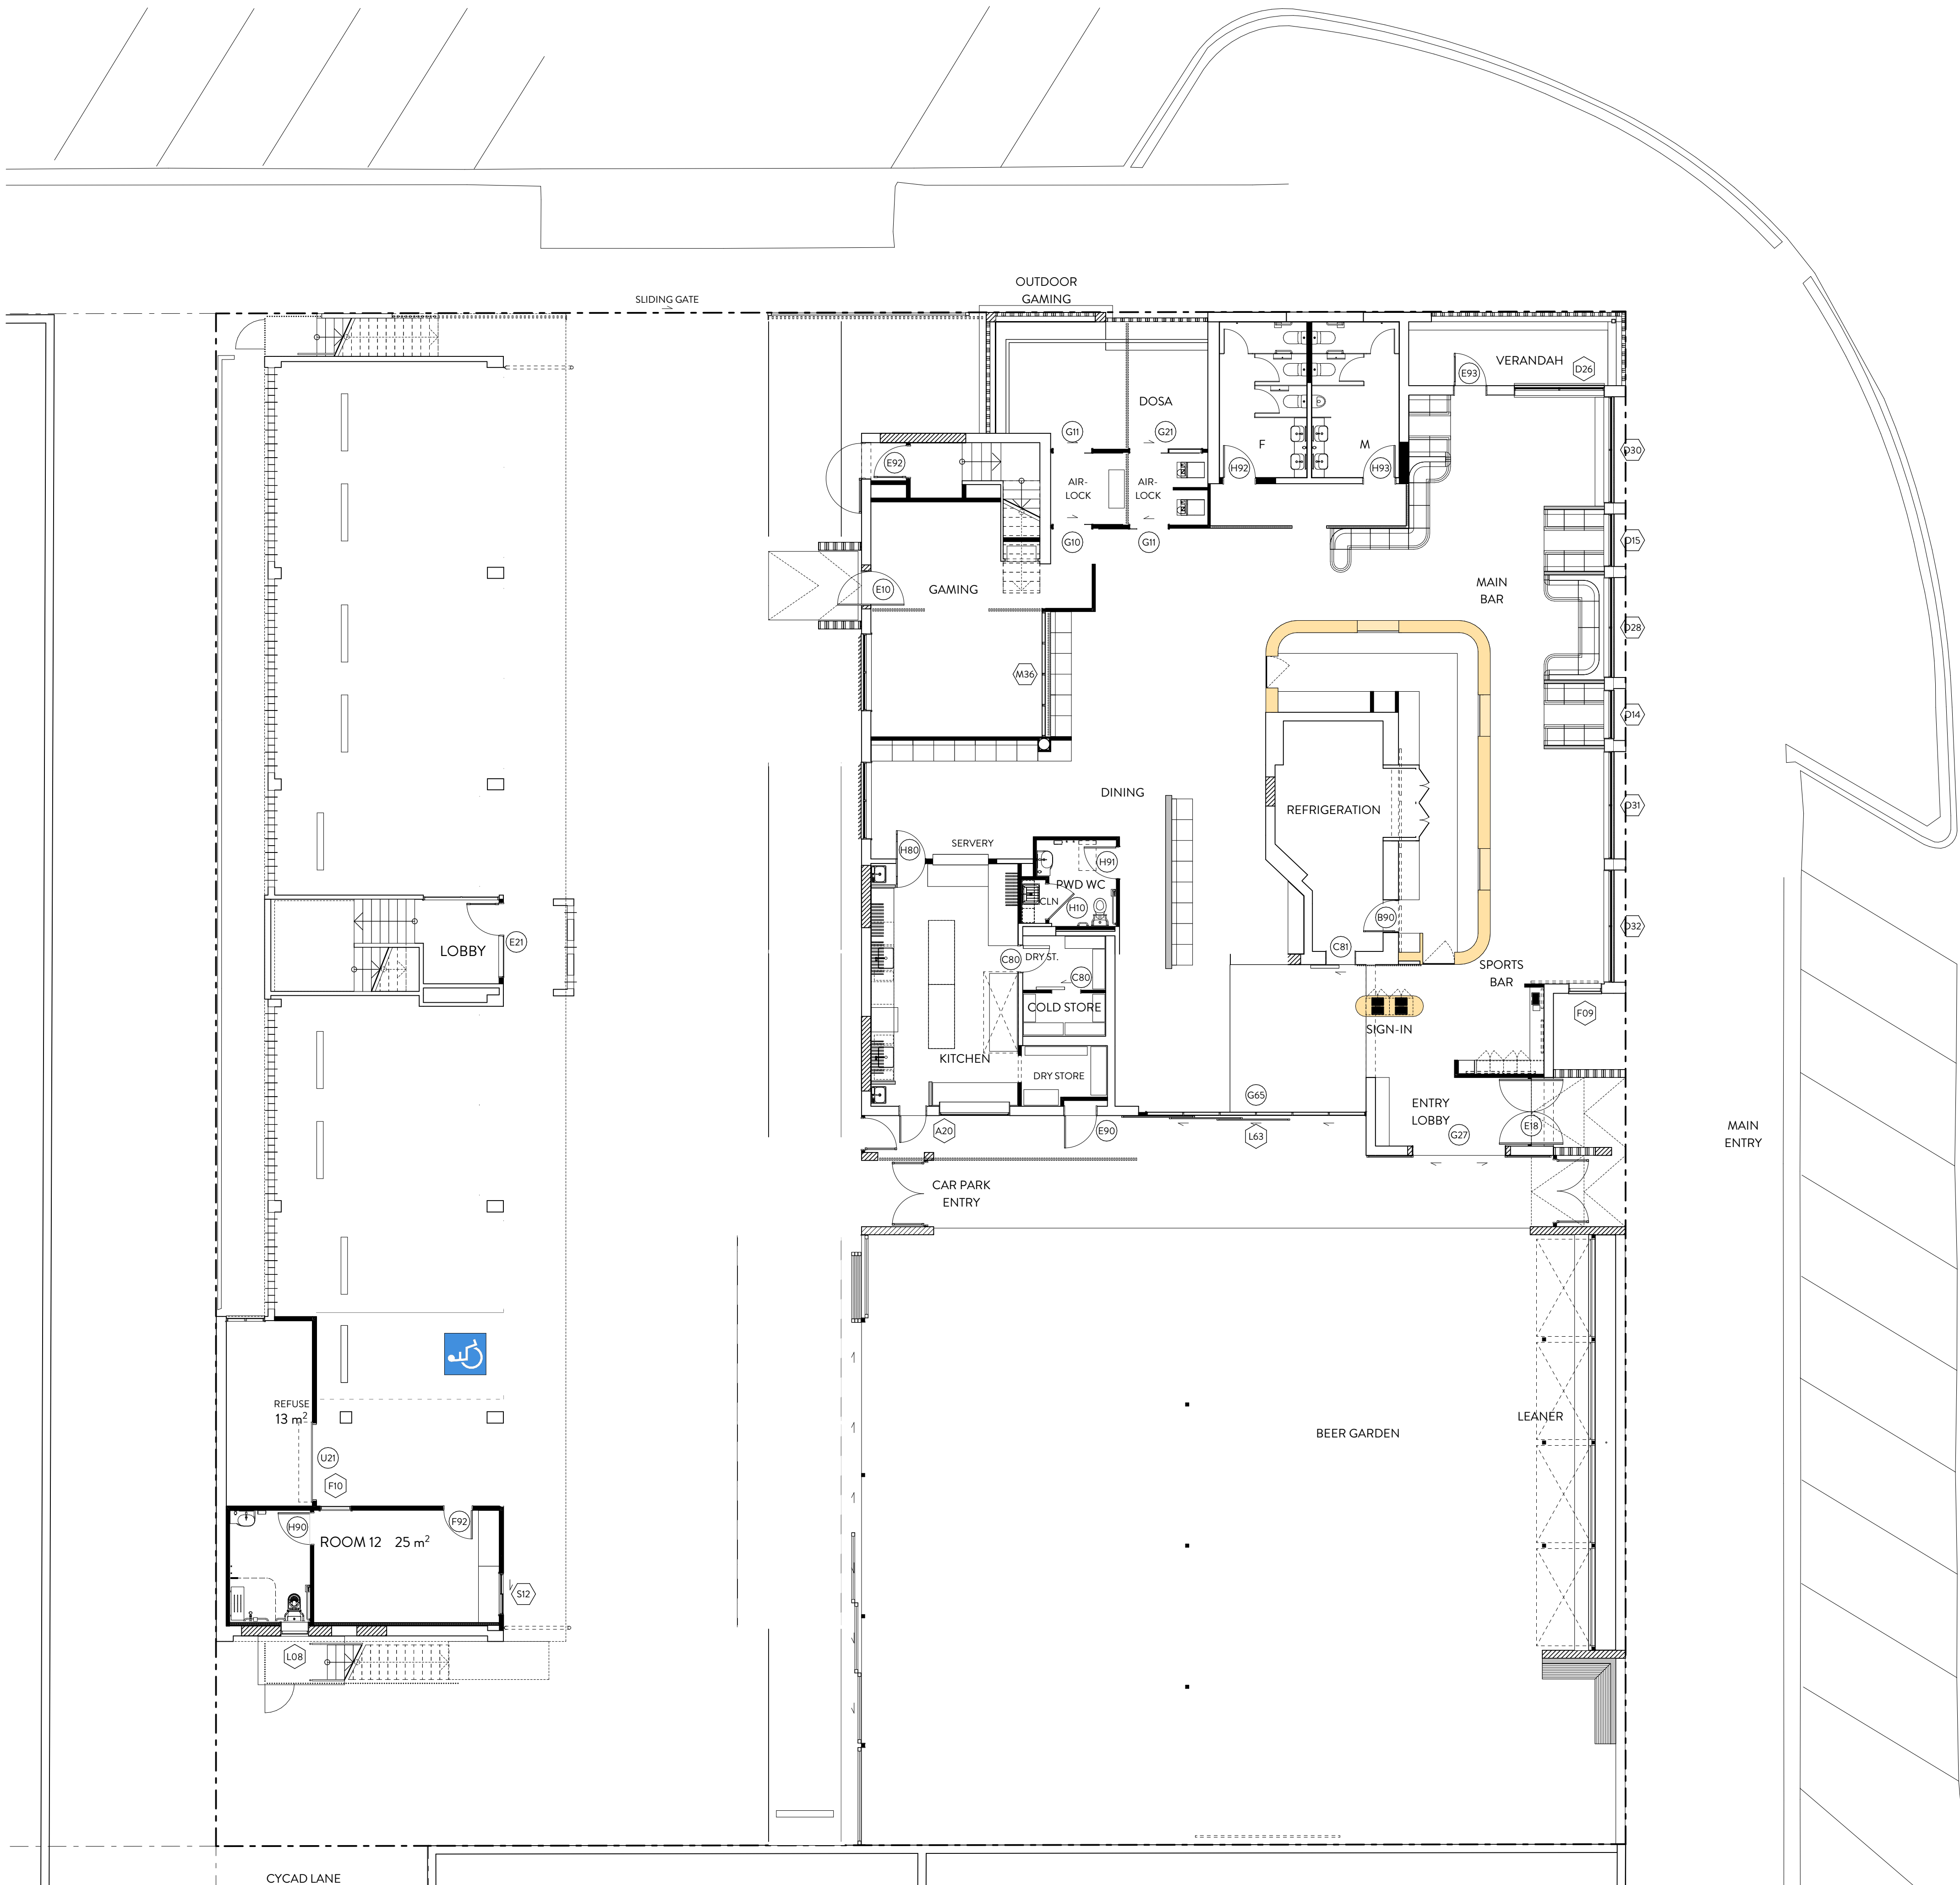 OUTDOOR
GAMING
SLIDING GATE
VERANDAH
D26
E93
DOSA
G11
G21
F
M
D30
E92
H92
H93
AIR-
LOCK
AIR-
LOCK
G10
G11
D15
E10
GAMING
MAIN
BAR
D28
M36
D14
DINING
REFRIGERATION
D31
H80
SERVERY
H91
PWD WC
CLN
H10
B90
D32
LOBBY
E21
C80
DRY ST.
C81
SPORTS
BAR
C80
COLD STORE
SIGN-IN
F09
KITCHEN
DRY STORE
G65
ENTRY
LOBBY
A20
E90
L63
G27
E18
MAIN
ENTRY
CAR PARK
ENTRY
REFUSE
13 m²
LEANER
BEER GARDEN
U21
F10
H90
F92
ROOM 12 25 m²
S12
L08
CYCAD LANE